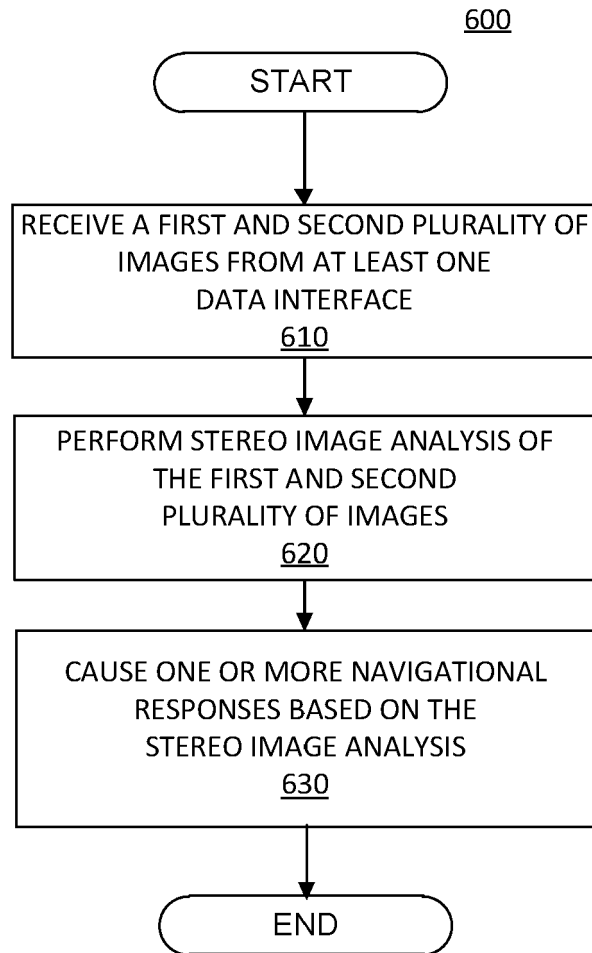 600
START
RECEIVE A FIRST AND SECOND PLURALITY OF
IMAGES FROM AT LEAST ONE
DATA INTERFACE
610
PERFORM STEREO IMAGE ANALYSIS OF
THE FIRST AND SECOND
PLURALITY OF IMAGES
620
CAUSE ONE OR MORE NAVIGATIONAL
RESPONSES BASED ON THE
STEREO IMAGE ANALYSIS
630
END